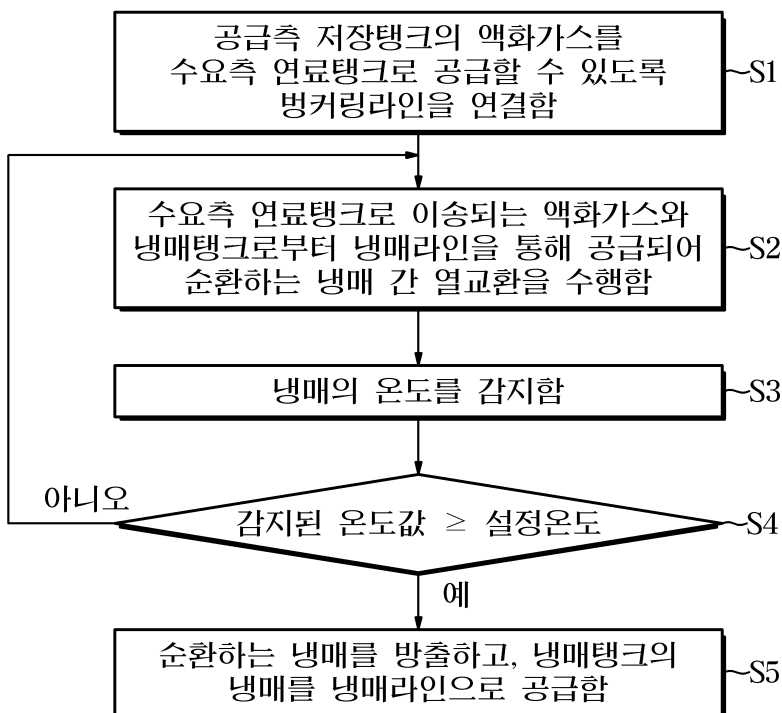 공급측 저장탱크의 액화가스를
수요측 연료탱크로 공급할 수 있도록
벙커링라인을 연결함
S1
수요측 연료탱크로 이송되는 액화가스와
냉매탱크로부터 냉매라인을 통해 공급되어
순환하는 냉매 간 열교환을 수행함
S2
냉매의 온도를 감지함
S3
아니오
감지된 온도값 ≥ 설정온도
S4
예
순환하는 냉매를 방출하고, 냉매탱크의
냉매를 냉매라인으로 공급함
S5